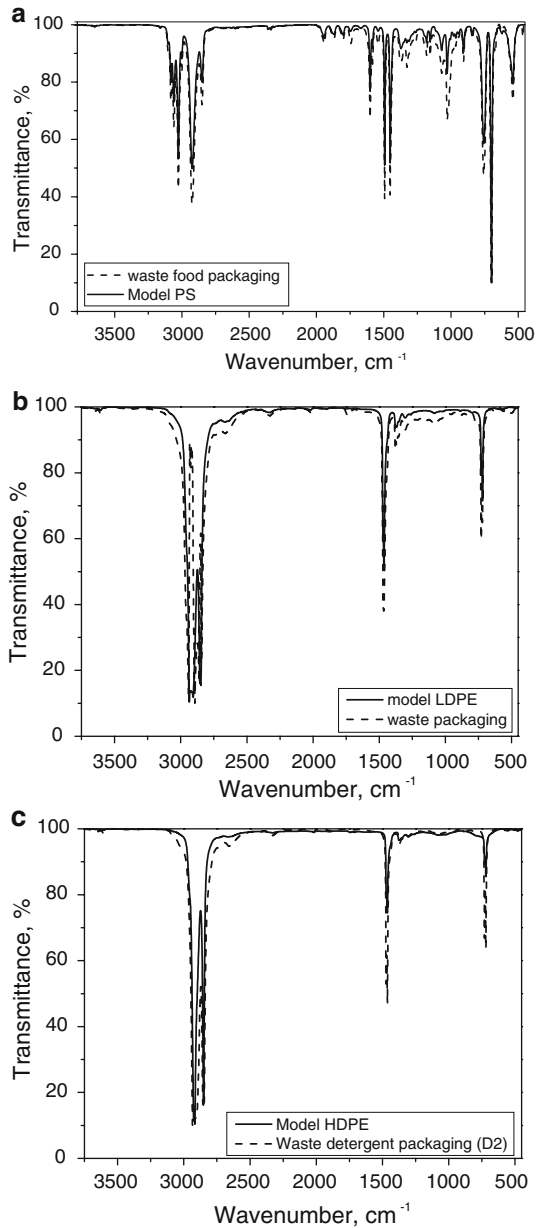 a
100
80
60
40
20
0
Transmittance, %
waste food packaging
Model PS
3500 3000 2500 2000 1500 1000 500
Wavenumber, cm⁻¹
b
100
80
60
40
20
0
Transmittance, %
model LDPE
waste packaging
3500 3000 2500 2000 1500 1000 500
Wavenumber, cm⁻¹
c
100
80
60
40
20
0
Transmittance, %
Model HDPE
Waste detergent packaging (D2)
3500 3000 2500 2000 1500 1000 500
Wavenumber, cm⁻¹